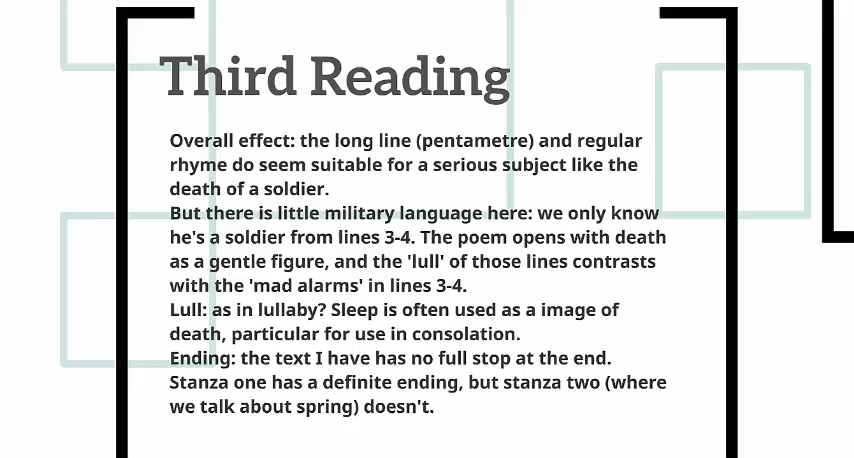 Third Reading
Overall effect: the long line (pentametre) and regular
rhyme do seem suitable for a serious subject like the
death of a soldier.
But there is little military language here: we only know
he's a soldier from lines 3-4. The poem opens with death
as a gentle figure, and the 'lull' of those lines contrasts
with the 'mad alarms' in lines 3-4.
Lull: as in lullaby? Sleep is often used as a image of
death, particular for use in consolation.
Ending: the text I have has no full stop at the end.
Stanza one has a definite ending, but stanza two (where
we talk about spring) doesn't.